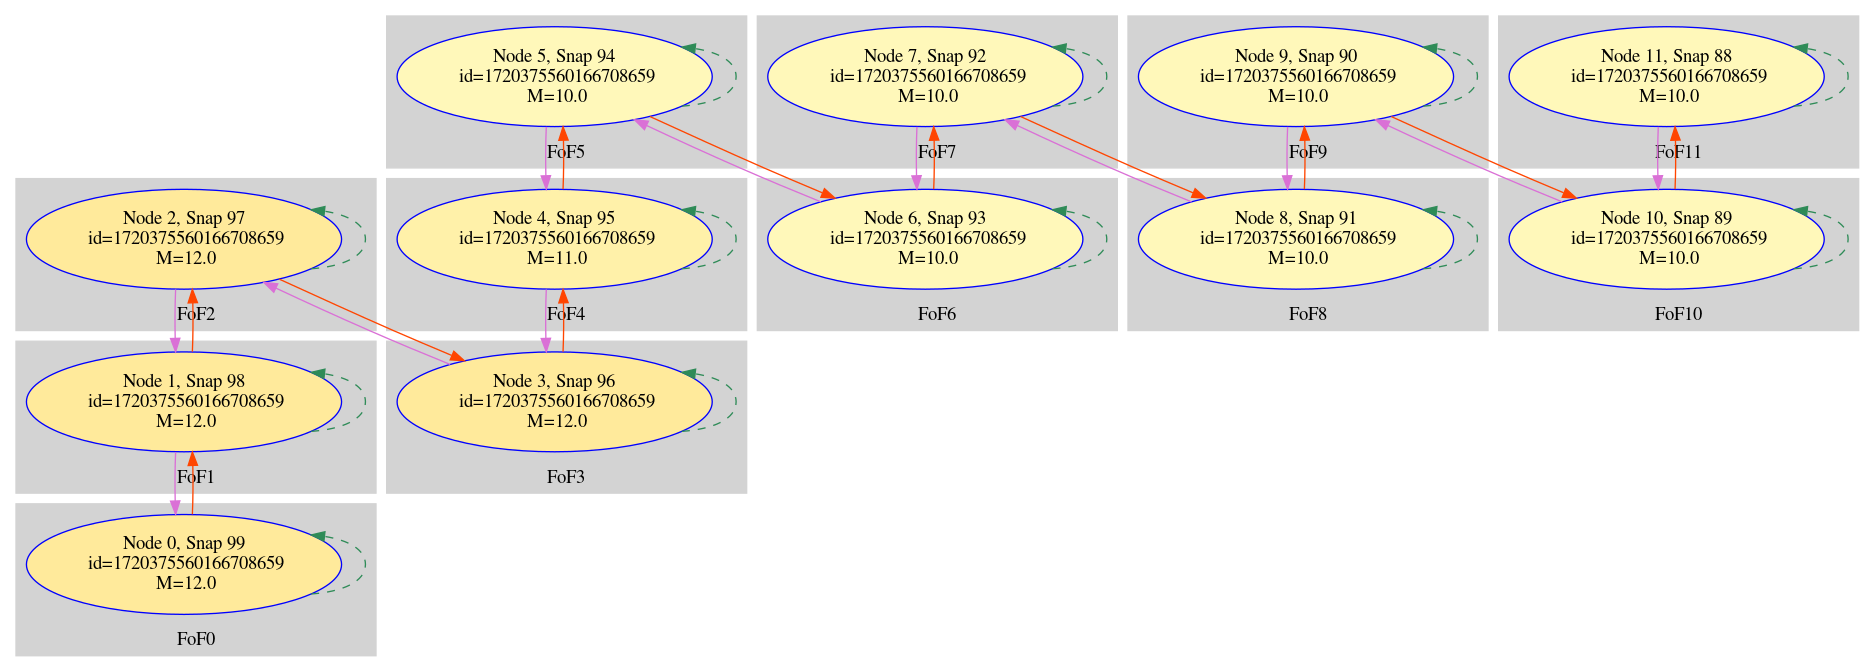 Node 5, Snap 94
id=1720375560166708659
M=10.0
FoF5
Node 7, Snap 92
id=1720375560166708659
M=10.0
FoF7
Node 9, Snap 90
id=1720375560166708659
M=10.0
FoF9
Node 11, Snap 88
id=1720375560166708659
M=10.0
FoF11
Node 2, Snap 97
id=1720375560166708659
M=12.0
FoF2
Node 4, Snap 95
id=1720375560166708659
M=11.0
FoF4
Node 6, Snap 93
id=1720375560166708659
M=10.0
FoF6
Node 8, Snap 91
id=1720375560166708659
M=10.0
FoF8
Node 10, Snap 89
id=1720375560166708659
M=10.0
FoF10
Node 1, Snap 98
id=1720375560166708659
M=12.0
FoF1
Node 3, Snap 96
id=1720375560166708659
M=12.0
FoF3
Node 0, Snap 99
id=1720375560166708659
M=12.0
FoF0